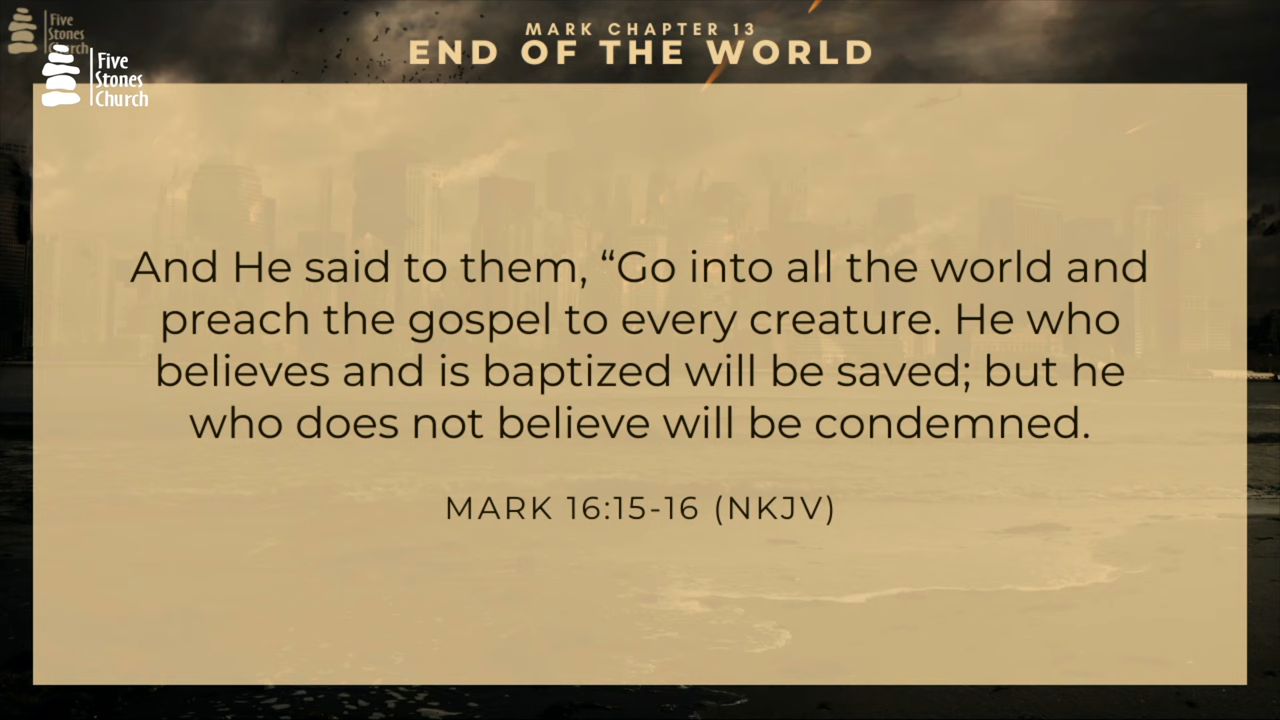 Five
Stones
Church
Five
Stones
Church
MARK CHAPTER 13
END OF THE WORLD
And He said to them, “Go into all the world and
preach the gospel to every creature. He who
believes and is baptized will be saved; but he
who does not believe will be condemned.
MARK 16:15-16 (NKJV)